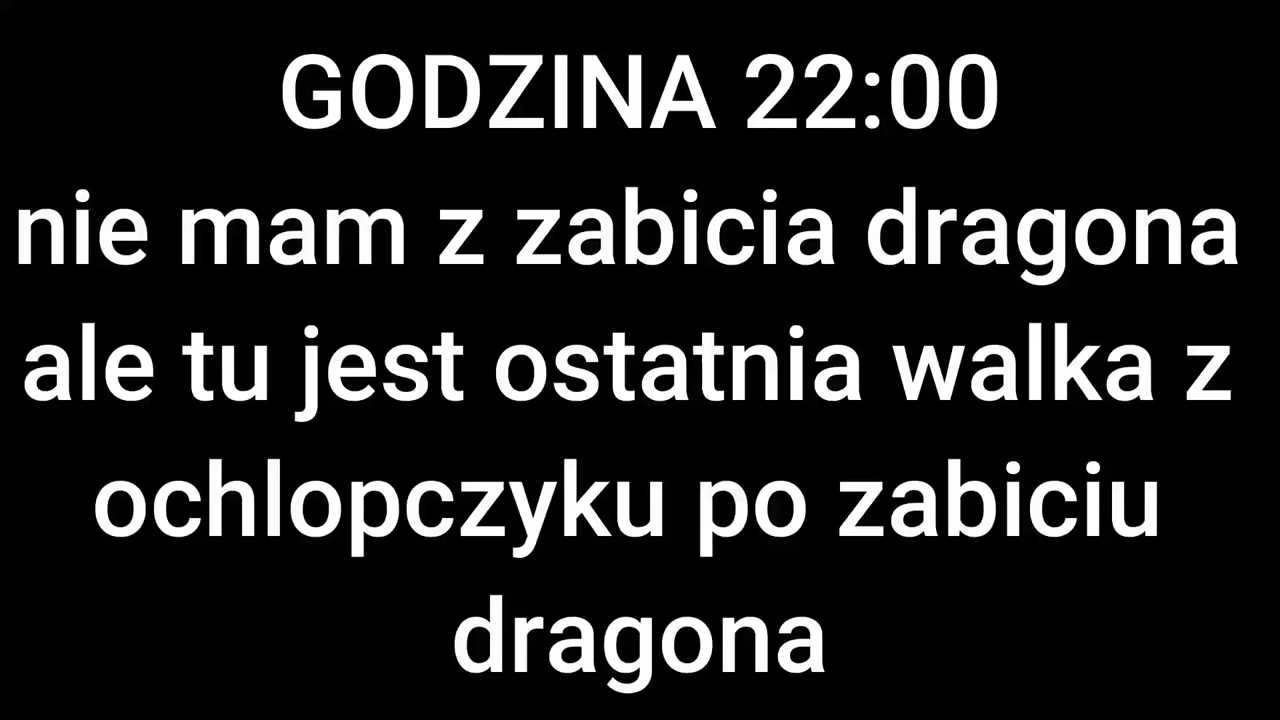 GODZINA 22:00
nie mam z zabicia dragona
ale tu jest ostatnia walka z
ochlopczyku po zabiciu
dragona